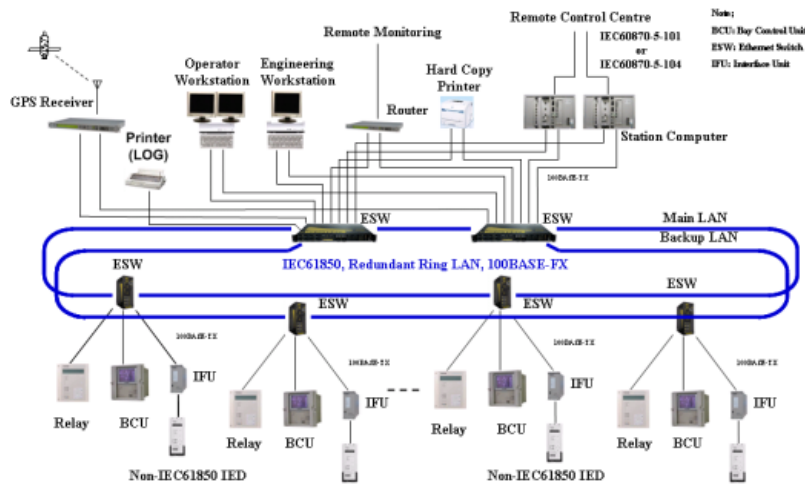 Remote Control Centre
Note;
BCU: Bay Control Unit
ESW: Ethernet Switch
IFU: Interface Unit
IEC60870-5-101
or
IEC60870-5-104
Remote Monitoring
Operator
Workstation
Engineering
Workstation
Hard Copy
Printer
GPS Receiver
Router
Station Computer
Printer
(LOG)
100BASE-TX
ESW
ESW
Main LAN
Backup LAN
IEC61850, Redundant Ring LAN, 100BASE-FX
ESW
ESW
ESW
ESW
100BASE-TX
100BASE-TX
100BASE-TX
100BASE-TX
IFU
IFU
IFU
IFU
Relay
BCU
Relay
BCU
Relay
BCU
Relay
BCU
Non-IEC61850 IED
Non-IEC61850 IED